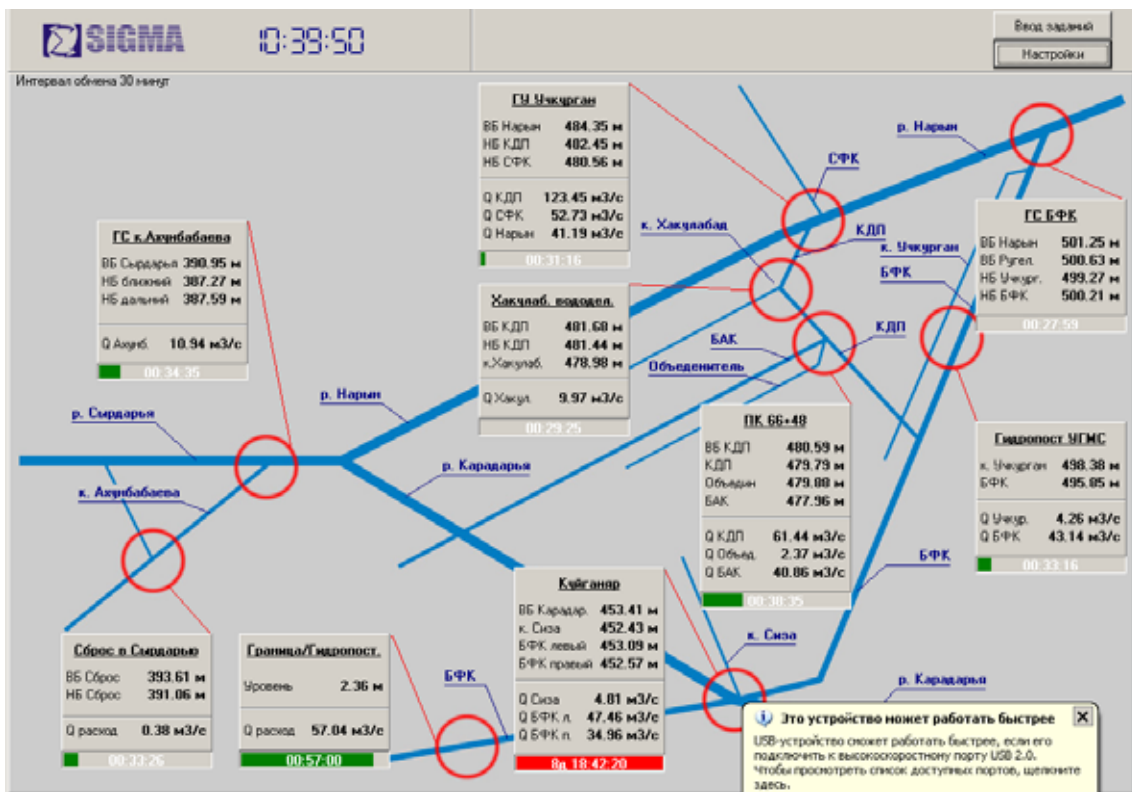 SIGMA
10:39:50
Ввод заданий
Настройки
Интервал обмена 30 минут
ГУ Учкурган
ВБ Нарын 484.35 м
НБ КДП 482.45 м
НБ СФК 480.56 м
Q КДП 123.45 м3/с
Q СФК 52.73 м3/с
Q Нарын 41.19 м3/с
00:31:16
р. Нарын
СФК
к. Хакулабад
КДП
к. Учкурган
БФК
ГС БФК
ВБ Нарын 501.25 м
ВБ Ругел. 500.63 м
НБ Учкург. 499.27 м
НБ БФК 500.21 м
00:27:59
ГС к.Ахунбабаева
ВБ Сырдарья 390.95 м
НБ ближний 387.27 м
НБ дальний 387.59 м
Q Ахунб. 10.94 м3/с
00:34:35
Хакулаб. вододел.
ВБ КДП 481.68 м
НБ КДП 481.44 м
к.Хакулаб. 478.98 м
Q Хакул. 9.97 м3/с
00:29:25
БАК
КДП
Объеденитель
р. Нарын
р. Сырдарья
р. Карадарья
к. Ахунбабаева
ПК 66+48
ВБ КДП 480.59 м
КДП 479.79 м
Объедин 479.88 м
БАК 477.96 м
Q КДП 61.44 м3/с
Q Объед. 2.37 м3/с
Q БАК 40.86 м3/с
00:38:35
Гидропост УГМС
к. Учкурган 498.38 м
БФК 495.85 м
Q Учкур. 4.26 м3/с
Q БФК 43.14 м3/с
00:33:16
БФК
Куйганяр
ВБ Карадар. 453.41 м
к. Сиза 452.43 м
БФК левый 453.09 м
БФК правый 452.57 м
Q Сиза 4.81 м3/с
Q БФК л. 47.46 м3/с
Q БФК п. 34.96 м3/с
8д 18:42:20
к. Сиза
р. Карадарья
Сброс в Сырдарью
ВБ Сброс 393.61 м
НБ Сброс 391.06 м
Q расход 0.38 м3/с
00:33:26
Граница/Гидропост.
Уровень 2.36 м
Q расход 57.04 м3/с
00:57:00
БФК
Это устройство может работать быстрее
USB-устройство сможет работать быстрее, если его
подключить к высокоскоростному порту USB 2.0.
Чтобы просмотреть список доступных портов, щелкните
здесь.